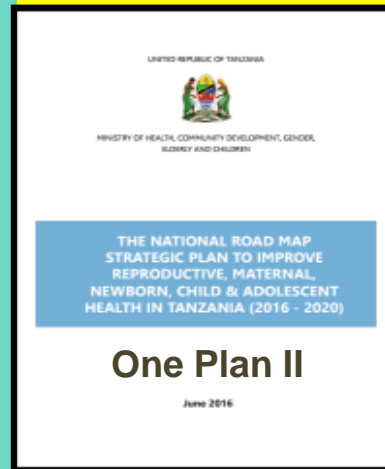 UNITED REPUBLIC OF TANZANIA
MINISTRY OF HEALTH, COMMUNITY DEVELOPMENT, GENDER,
ELDERLY AND CHILDREN
THE NATIONAL ROAD MAP
STRATEGIC PLAN TO IMPROVE
REPRODUCTIVE, MATERNAL,
NEWBORN, CHILD & ADOLESCENT
HEALTH IN TANZANIA (2016 - 2020)
One Plan II
June 2016